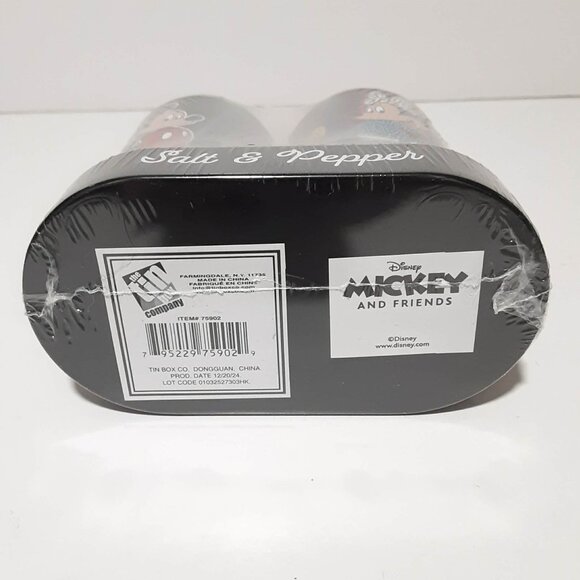 Salt & Pepper
the
tin
company
FARMINGDALE, N.Y. 11735
MADE IN CHINA
FABRIQUÉ EN CHINE
ITEM# 75902
7 95229 75902 9
TIN BOX CO. DONGGUAN, CHINA.
PROD. DATE 12/20/24.
LOT CODE 01032527303HK.
Disney
MICKEY
AND FRIENDS
©Disney
www.disney.com